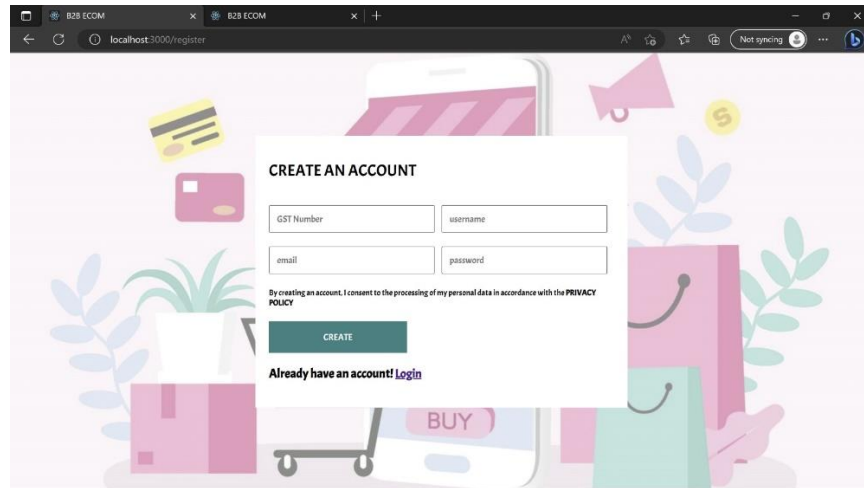 B2B ECOM
B2B ECOM
localhost:3000/register
Not syncing
CREATE AN ACCOUNT
GST Number
username
email
password
By creating an account, I consent to the processing of my personal data in accordance with the PRIVACY
POLICY
CREATE
Already have an account! Login
BUY